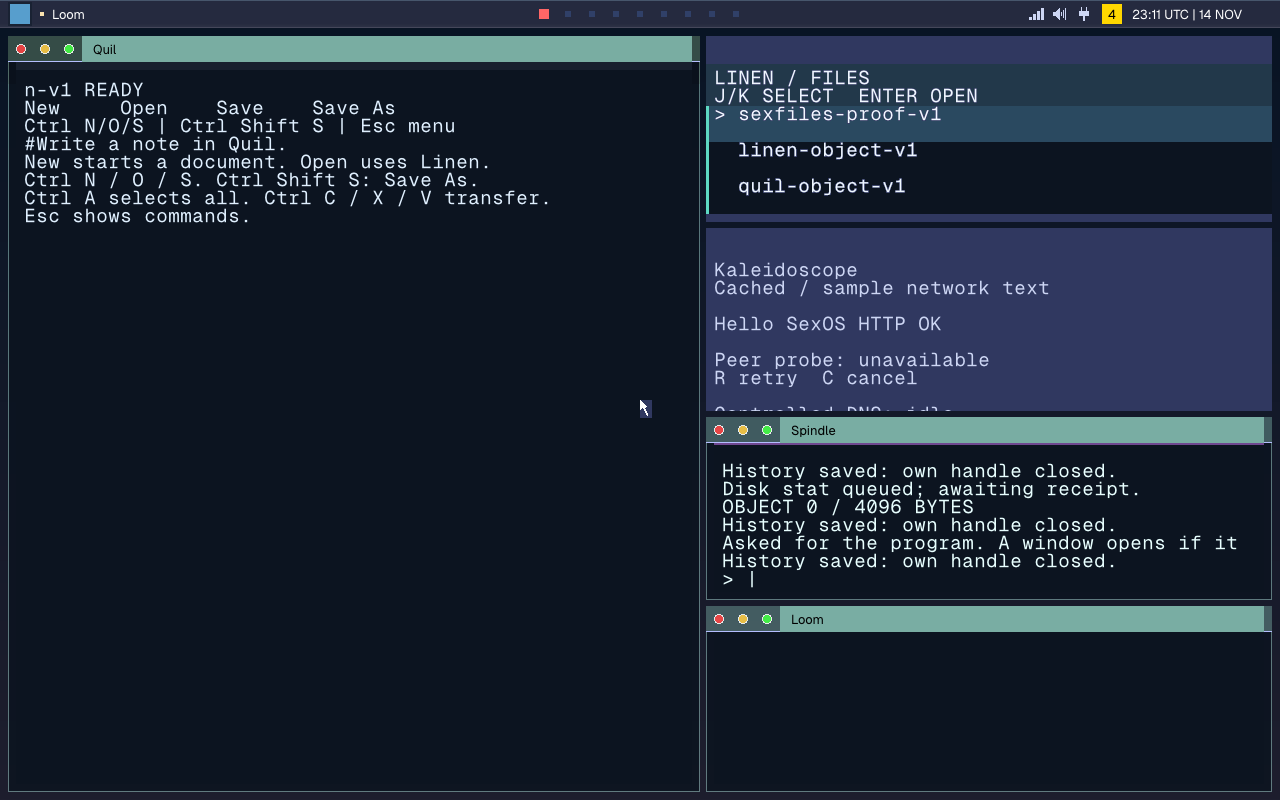 Loom
4
23:11 UTC | 14 NOV
Quil
n-v1 READY
New Open Save Save As
Ctrl N/O/S | Ctrl Shift S | Esc menu
#Write a note in Quil.
New starts a document. Open uses Linen.
Ctrl N / O / S. Ctrl Shift S: Save As.
Ctrl A selects all. Ctrl C / X / V transfer.
Esc shows commands.
LINEN / FILES
J/K SELECT ENTER OPEN
> sexfiles-proof-v1
linen-object-v1
quil-object-v1
Kaleidoscope
Cached / sample network text
Hello SexOS HTTP OK
Peer probe: unavailable
R retry C cancel
Controlled DNS: idle
Spindle
History saved: own handle closed.
Disk stat queued; awaiting receipt.
OBJECT 0 / 4096 BYTES
History saved: own handle closed.
Asked for the program. A window opens if it
History saved: own handle closed.
> |
Loom